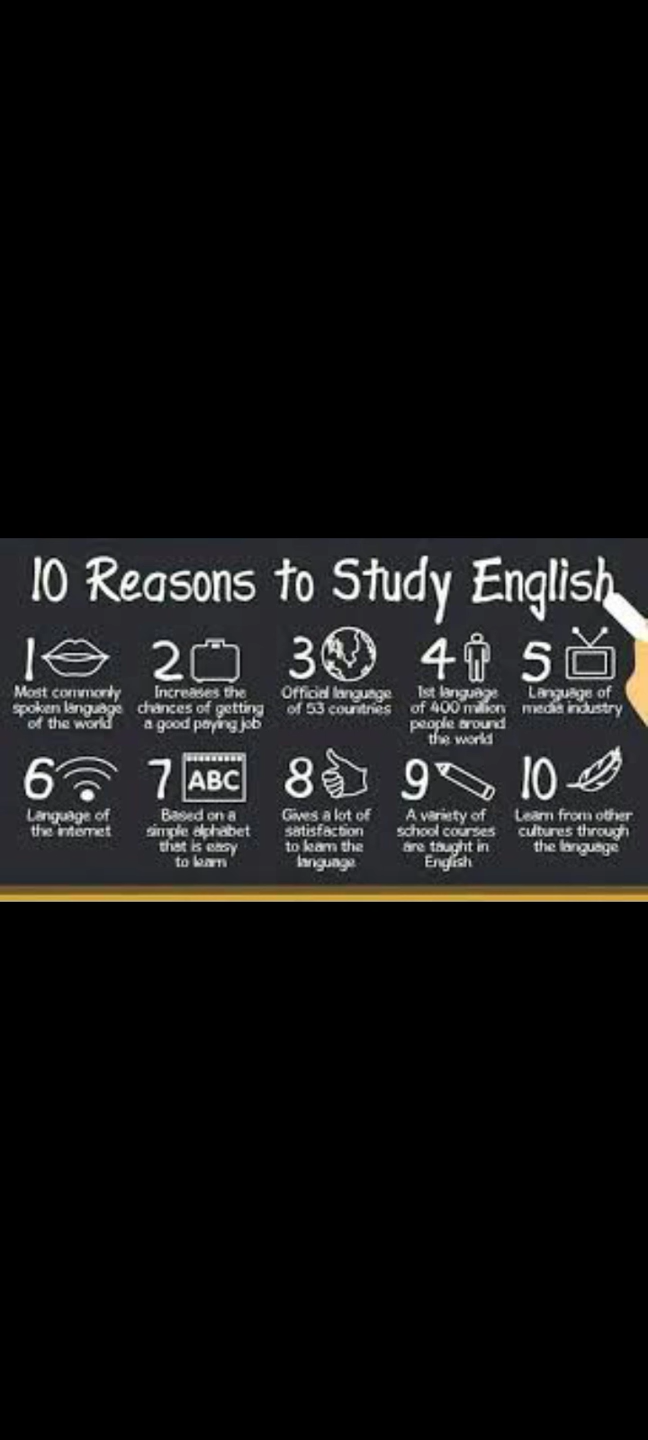 10 Reasons to Study English
1
Most commonly
spoken language
of the world
2
Increases the
chances of getting
a good paying job
3
Official language
of 53 countries
4
1st language
of 400 million
people around
the world
5
Language of
media industry
6
Language of
the internet
7
ABC
Based on a
simple alphabet
that is easy
to learn
8
Gives a lot of
satisfaction
to learn the
language
9
A variety of
school courses
are taught in
English
10
Learn from other
cultures through
the language